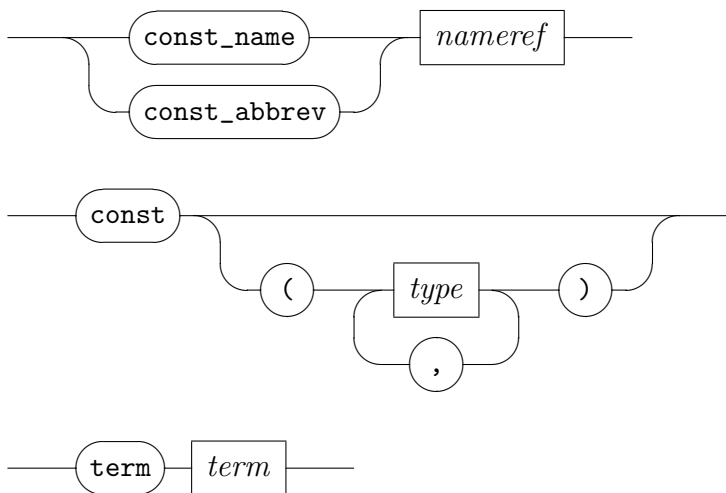 const_name nameref
const_abbrev
const
( type )
,
term term